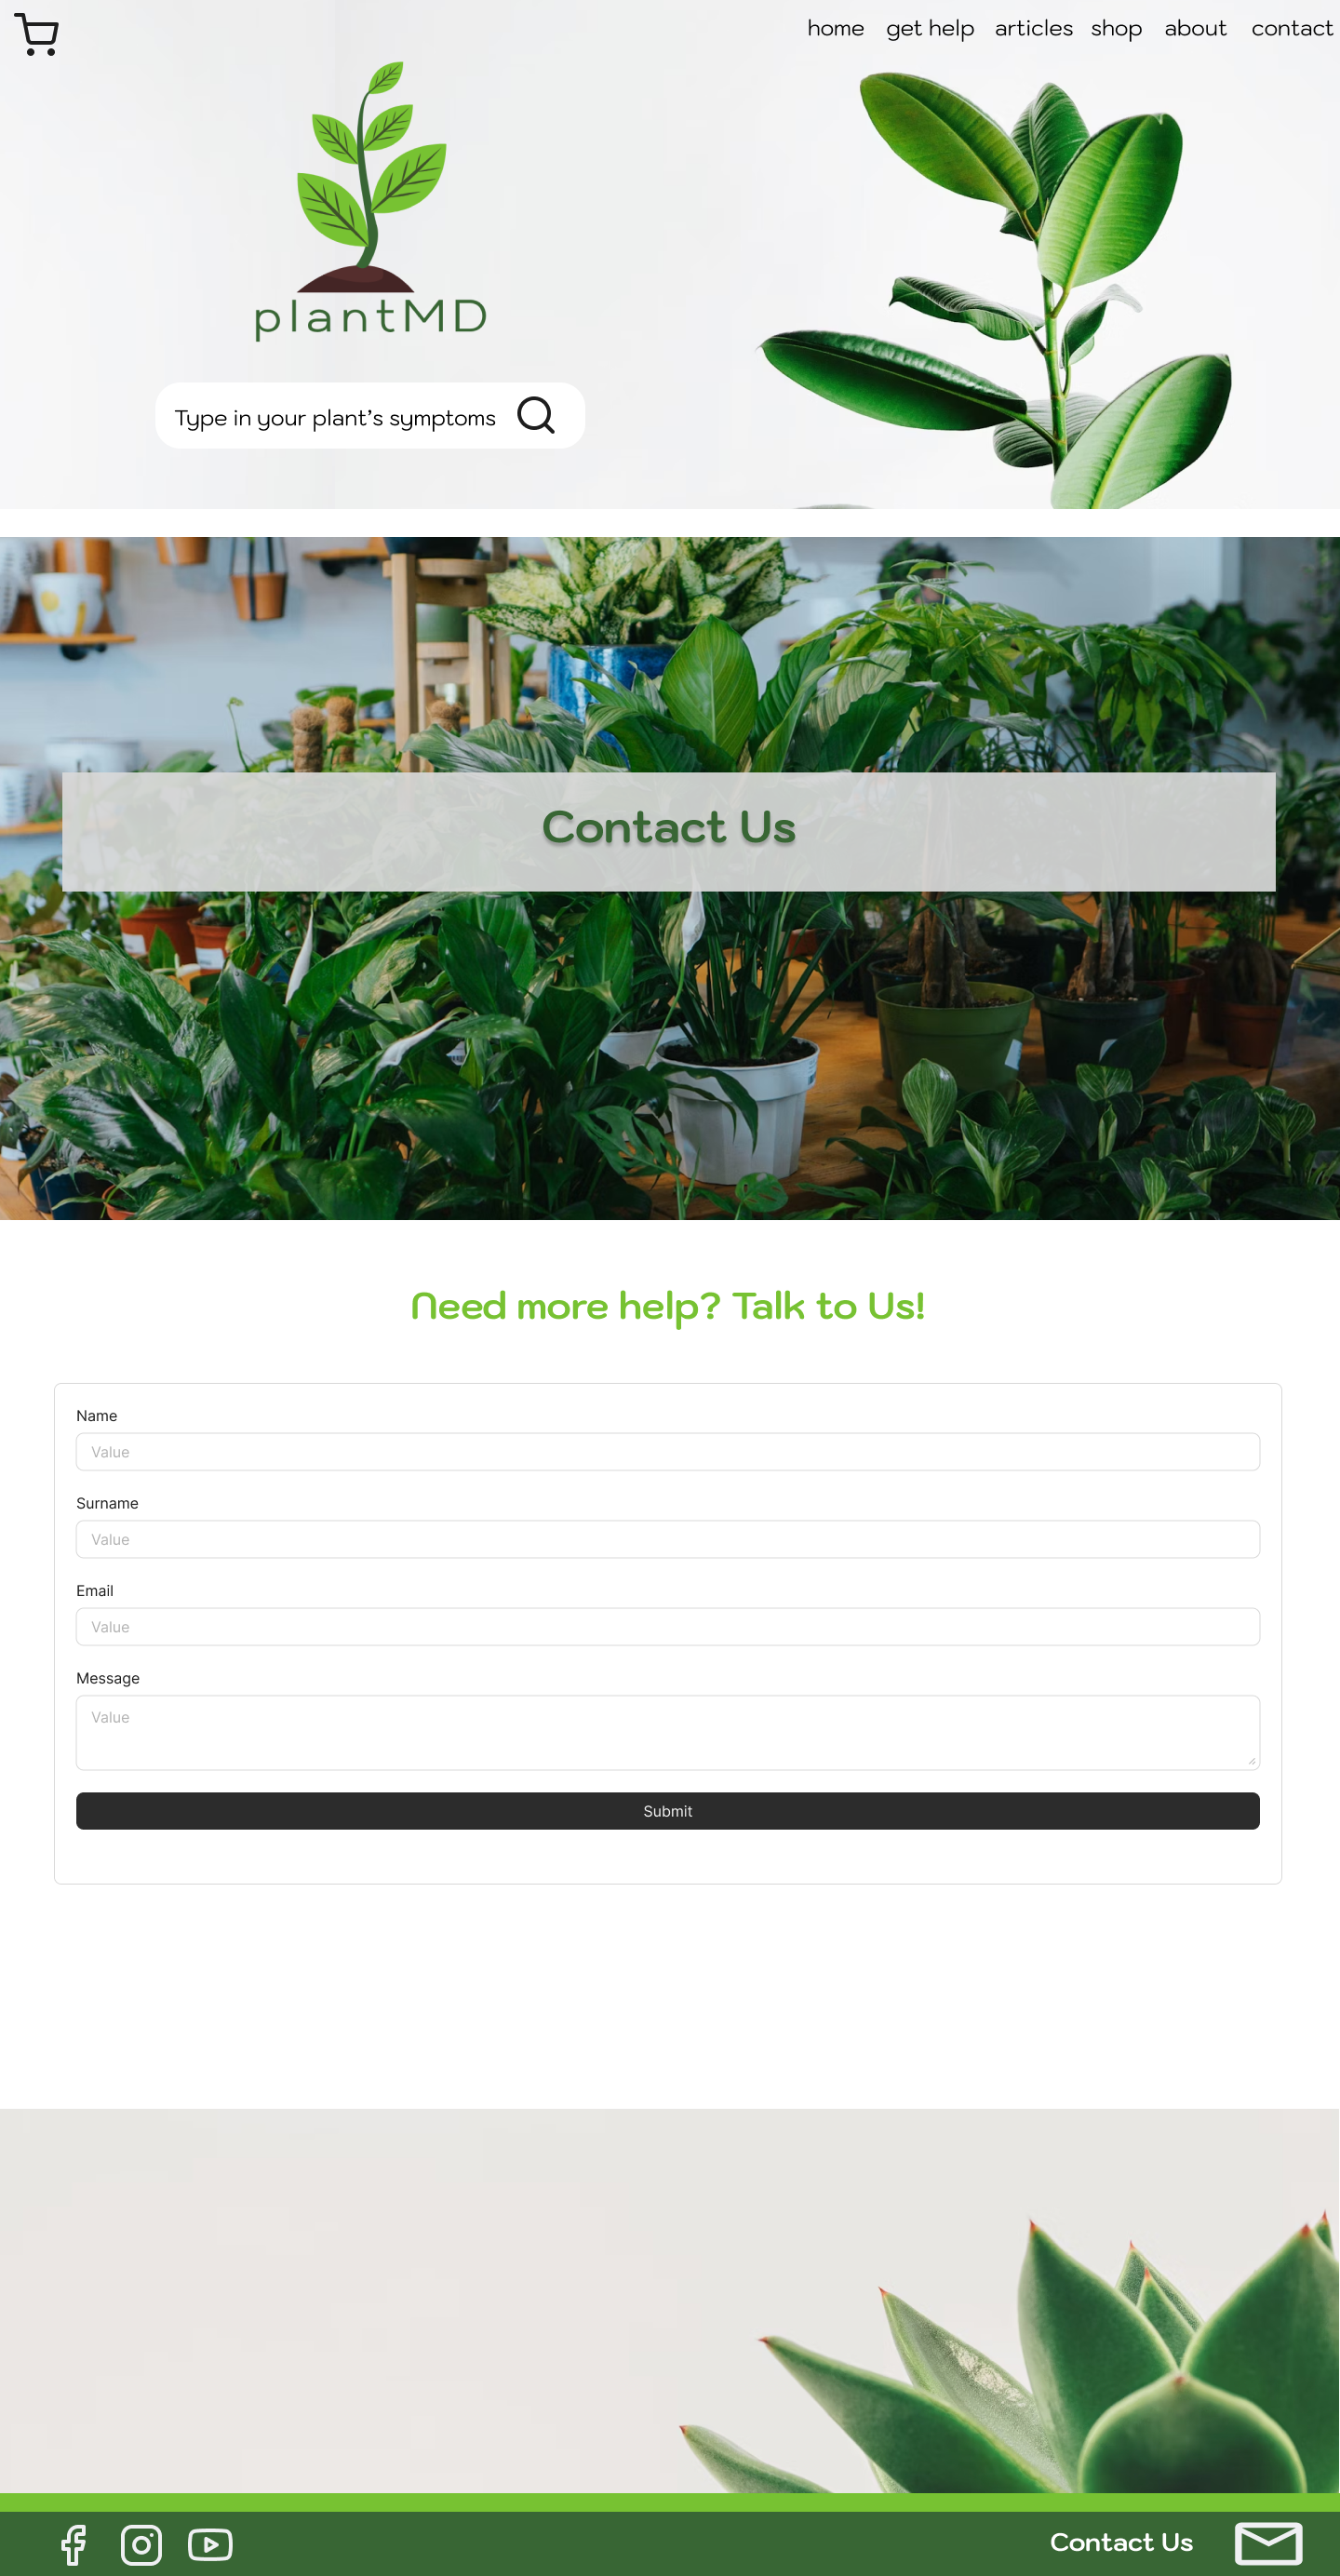 home get help articles shop about contact
plantMD
Type in your plant’s symptoms
Contact Us
Need more help? Talk to Us!
Name
Value
Surname
Value
Email
Value
Message
Value
Submit
Contact Us